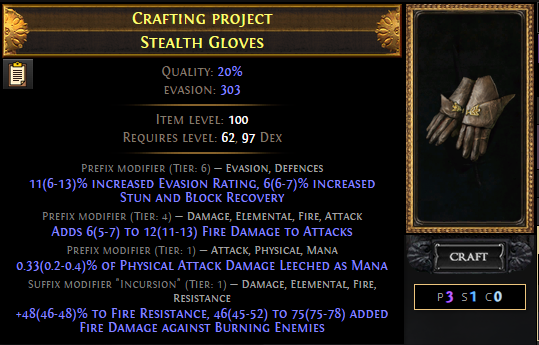 Crafting project
Stealth Gloves
Quality: 20%
evasion: 303
Item level: 100
Requires level: 62, 97 Dex
Prefix modifier (Tier: 6) — Evasion, Defences
11(6-13)% increased Evasion Rating, 6(6-7)% increased
Stun and Block Recovery
Prefix modifier (Tier: 4) — Damage, Elemental, Fire, Attack
Adds 6(5-7) to 12(11-13) Fire Damage to Attacks
Prefix modifier (Tier: 1) — Attack, Physical, Mana
0.33(0.2-0.4)% of Physical Attack Damage Leeched as Mana
Suffix modifier "Incursion" (Tier: 1) — Damage, Elemental, Fire,
Resistance
+48(46-48)% to Fire Resistance, 46(45-52) to 75(75-78) added
Fire Damage against Burning Enemies
CRAFT
P3 S1 C0